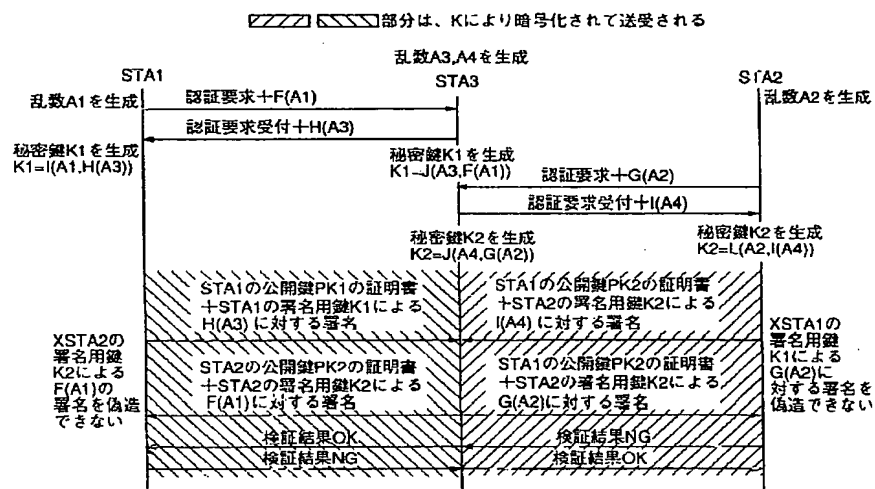 部分は、Kにより暗号化されて送受される
乱数A3,A4を生成
STA1
STA3
STA2
乱数A1を生成
認証要求+F(A1)
乱数A2を生成
認証要求受付+H(A3)
秘密鍵K1を生成
K1=I(A1,H(A3))
秘密鍵K1を生成
K1=J(A3,F(A1))
認証要求+G(A2)
認証要求受付+I(A4)
秘密鍵K2を生成
K2=J(A4,G(A2))
秘密鍵K2を生成
K2=L(A2,I(A4))
STA1の公開鍵PK1の証明書
+STA1の署名用鍵K1による
H(A3)に対する署名
STA1の公開鍵PK2の証明書
+STA2の署名用鍵K2による
I(A4)に対する署名
XSTA2の
署名用鍵
K2による
F(A1)の
署名を偽造
できない
STA2の公開鍵PK2の証明書
+STA2の署名用鍵K2による
F(A1)に対する署名
STA1の公開鍵PK2の証明書
+STA2の署名用鍵K2による
G(A2)に対する署名
XSTA1の
署名用鍵
K1による
G(A2)に
対する署名を
偽造できない
検証結果OK
検証結果NG
検証結果NG
検証結果OK